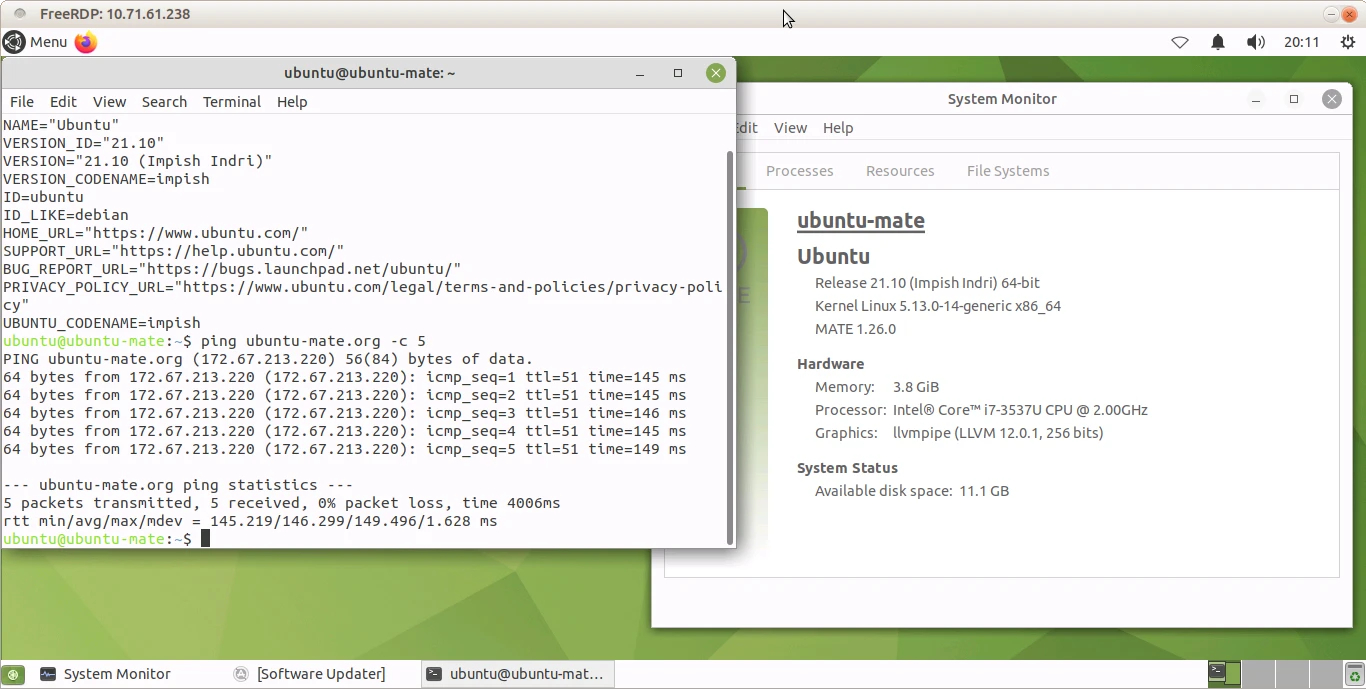 FreeRDP: 10.71.61.238
Menu
20:11
ubuntu@ubuntu-mate: ~
File Edit View Search Terminal Help
NAME="Ubuntu"
VERSION_ID="21.10"
VERSION="21.10 (Impish Indri)"
VERSION_CODENAME=impish
ID=ubuntu
ID_LIKE=debian
HOME_URL="https://www.ubuntu.com/"
SUPPORT_URL="https://help.ubuntu.com/"
BUG_REPORT_URL="https://bugs.launchpad.net/ubuntu/"
PRIVACY_POLICY_URL="https://www.ubuntu.com/legal/terms-and-policies/privacy-poli
cy"
UBUNTU_CODENAME=impish
ubuntu@ubuntu-mate:~$ ping ubuntu-mate.org -c 5
PING ubuntu-mate.org (172.67.213.220) 56(84) bytes of data.
64 bytes from 172.67.213.220 (172.67.213.220): icmp_seq=1 ttl=51 time=145 ms
64 bytes from 172.67.213.220 (172.67.213.220): icmp_seq=2 ttl=51 time=145 ms
64 bytes from 172.67.213.220 (172.67.213.220): icmp_seq=3 ttl=51 time=146 ms
64 bytes from 172.67.213.220 (172.67.213.220): icmp_seq=4 ttl=51 time=145 ms
64 bytes from 172.67.213.220 (172.67.213.220): icmp_seq=5 ttl=51 time=149 ms
--- ubuntu-mate.org ping statistics ---
5 packets transmitted, 5 received, 0% packet loss, time 4006ms
rtt min/avg/max/mdev = 145.219/146.299/149.496/1.628 ms
ubuntu@ubuntu-mate:~$
System Monitor
View Help
Processes Resources File Systems
ubuntu-mate
Ubuntu
Release 21.10 (Impish Indri) 64-bit
Kernel Linux 5.13.0-14-generic x86_64
MATE 1.26.0
Hardware
Memory: 3.8 GiB
Processor: Intel® Core™ i7-3537U CPU @ 2.00GHz
Graphics: llvmpipe (LLVM 12.0.1, 256 bits)
System Status
Available disk space: 11.1 GB
System Monitor
[Software Updater]
ubuntu@ubuntu-mat...